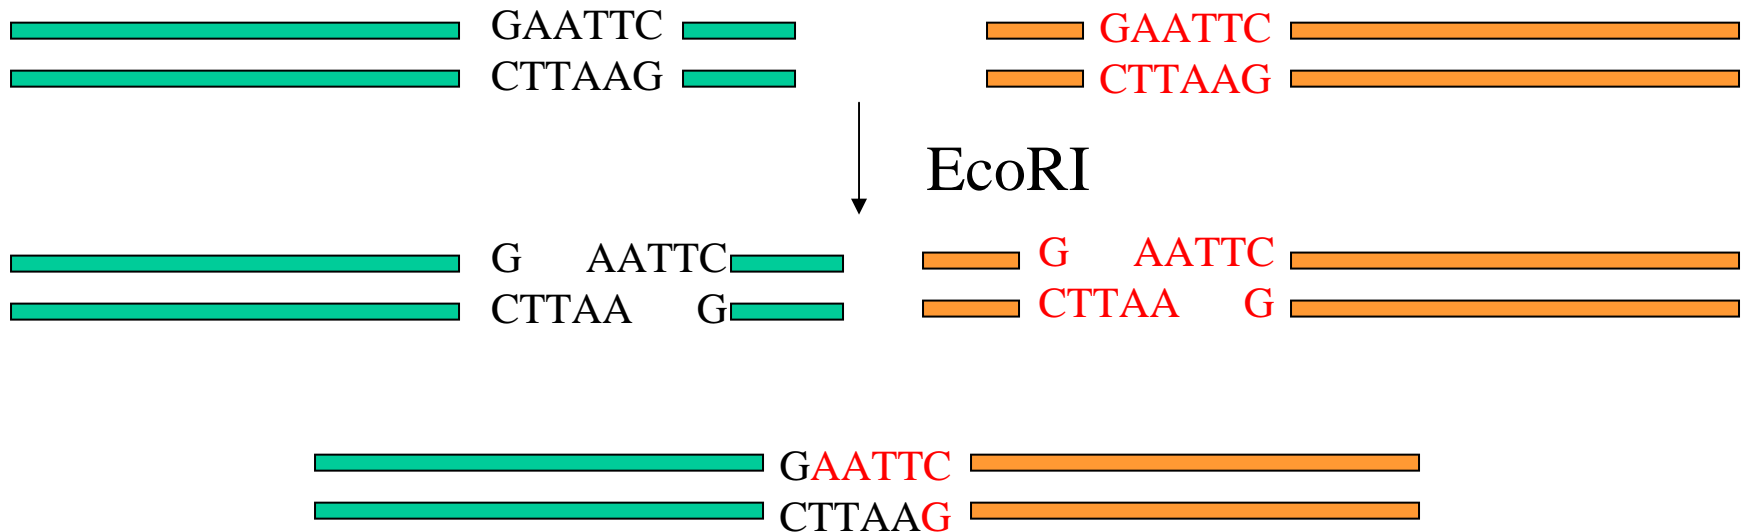 GAATTC GAATTC
CTTAAG CTTAAG
EcoRI
G AATTC G AATTC
CTTAA G CTTAA G
GAATTC
CTTAAG